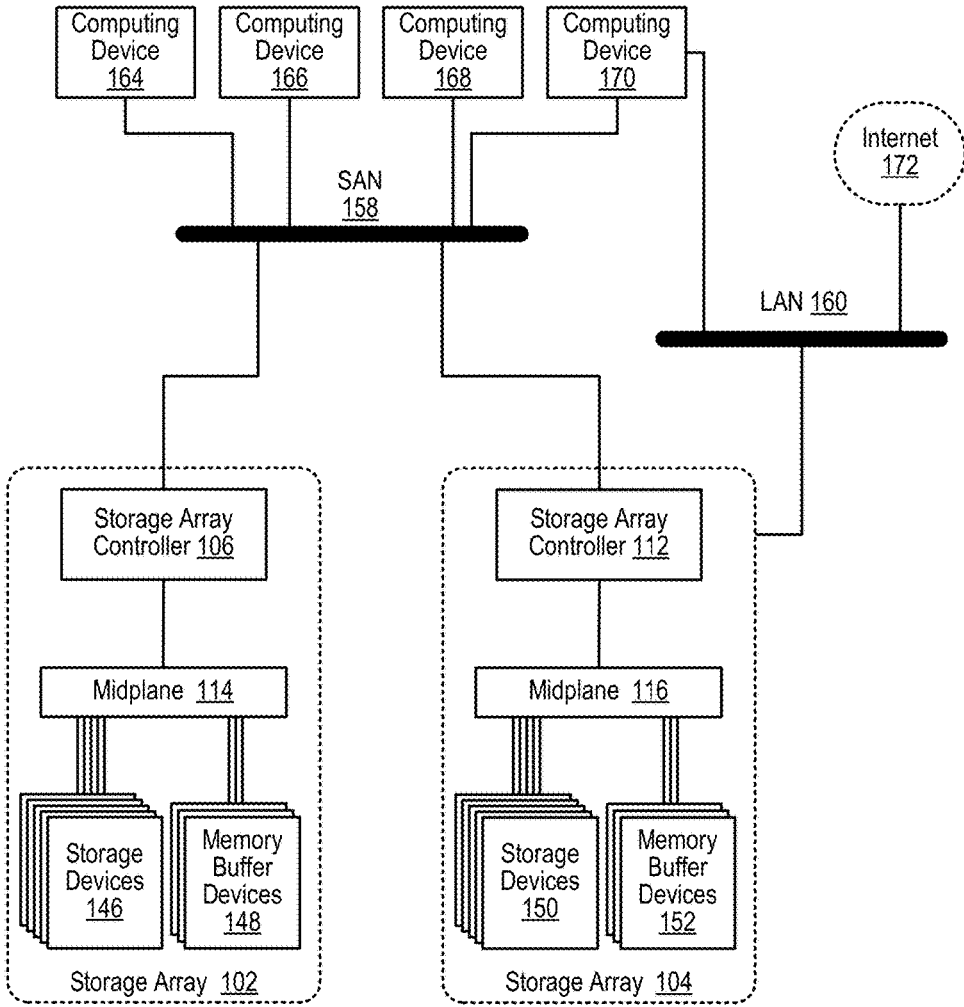 Computing
Device
164
Computing
Device
166
Computing
Device
168
Computing
Device
170
Internet
172
SAN
158
LAN 160
Storage Array
Controller 106
Storage Array
Controller 112
Midplane 114
Midplane 116
Storage
Devices
146
Memory
Buffer
Devices
148
Storage
Devices
150
Memory
Buffer
Devices
152
Storage Array 102
Storage Array 104